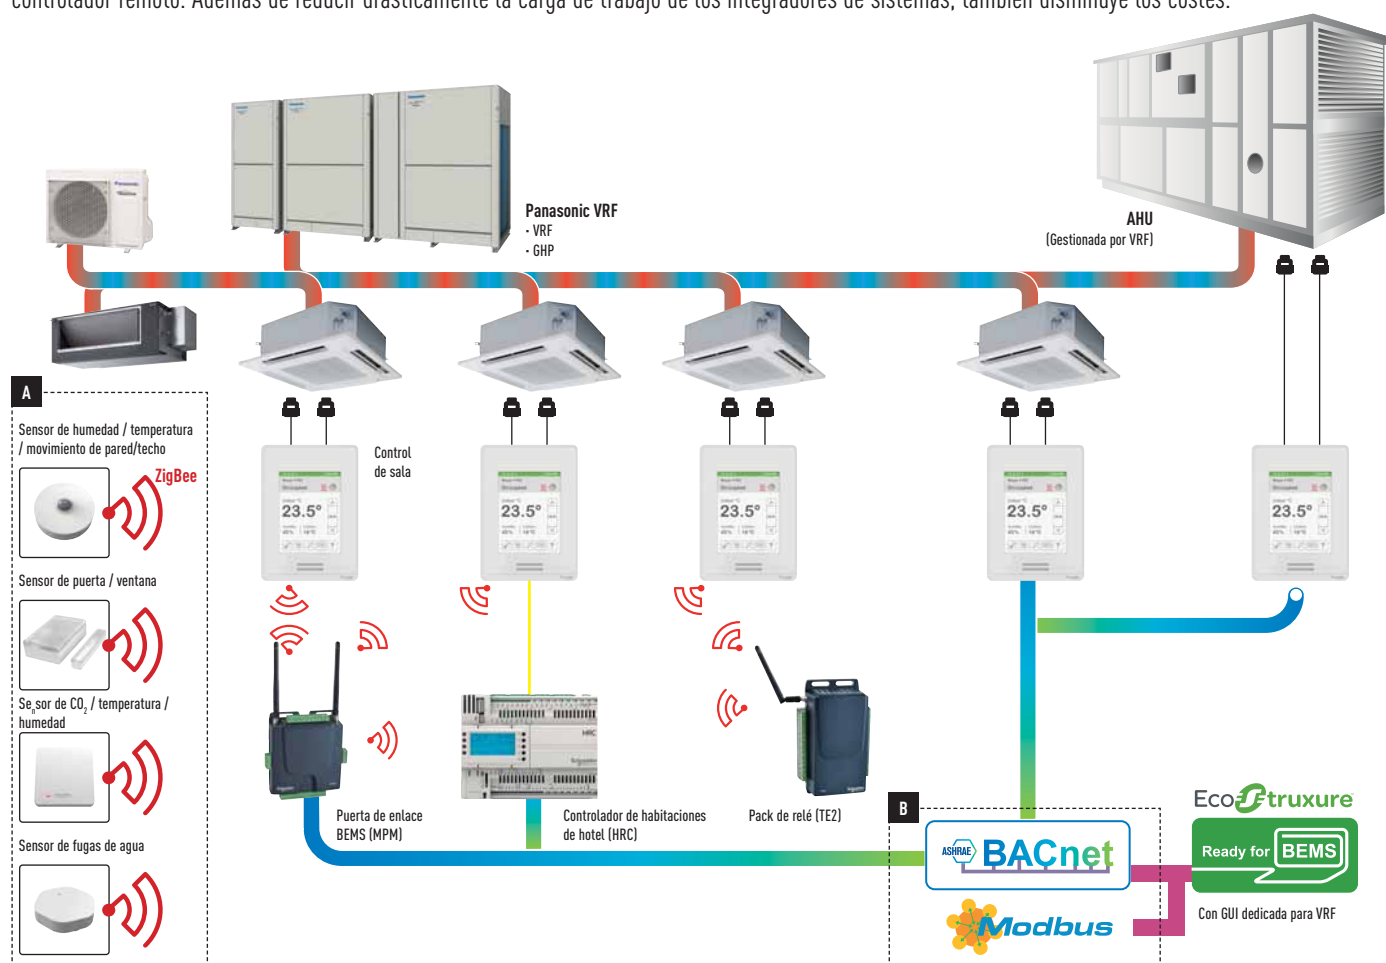 controlador remoto. Además de reducir drásticamente la carga de trabajo de los integradores de sistemas, también disminuye los costes.
Panasonic
Panasonic VRF
· VRF
· GHP
AHU
(Gestionada por VRF)
A
Sensor de humedad / temperatura
/ movimiento de pared/techo
ZigBee
Sensor de puerta / ventana
Sensor de CO2 / temperatura /
humedad
Sensor de fugas de agua
Control
de sala
23.5°
23.5°
23.5°
23.5°
23.5°
HRC
Puerta de enlace
BEMS (MPM)
Controlador de habitaciones
de hotel (HRC)
Pack de relé (TE2)
B
ASHRAE BACnet
Modbus
EcoStruxure
Ready for BEMS
Con GUI dedicada para VRF